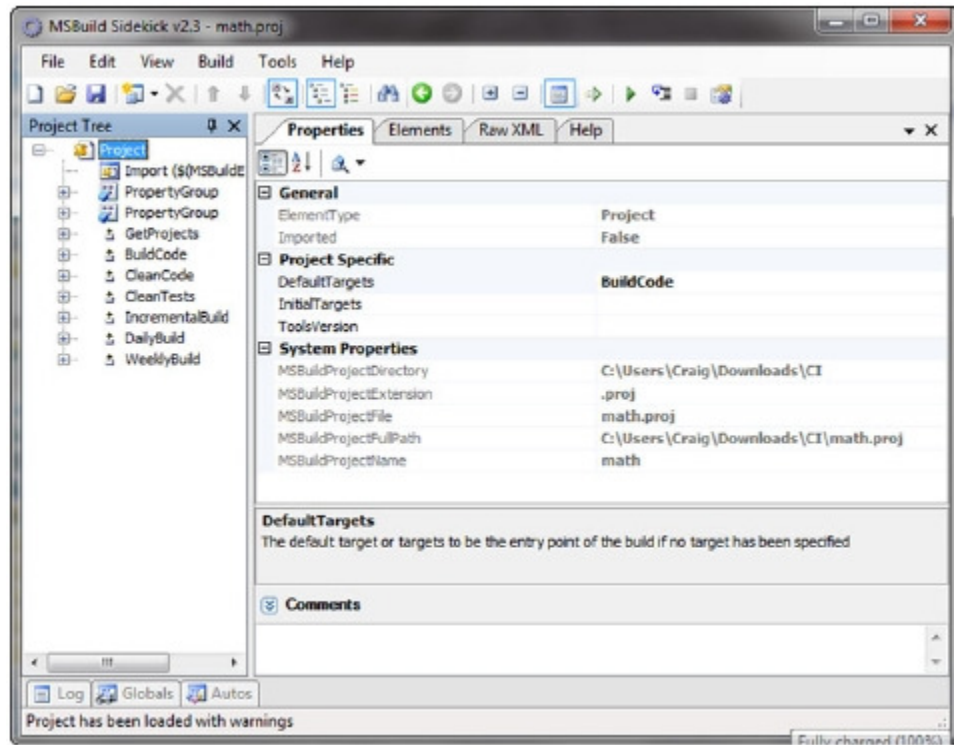 MSBuild Sidekick v2.3 - math.proj
File Edit View Build Tools Help
Project Tree
Properties Elements Raw XML Help
Project
Import ($(MSBuildE
PropertyGroup
PropertyGroup
GetProjects
BuildCode
CleanCode
CleanTests
IncrementalBuild
DailyBuild
WeeklyBuild
General
ElementType Project
Imported False
Project Specific
DefaultTargets BuildCode
InitialTargets
ToolsVersion
System Properties
MSBuildProjectDirectory C:\Users\Craig\Downloads\CI
MSBuildProjectExtension .proj
MSBuildProjectFile math.proj
MSBuildProjectFullPath C:\Users\Craig\Downloads\CI\math.proj
MSBuildProjectName math
DefaultTargets
The default target or targets to be the entry point of the build if no target has been specified
Comments
Log Globals Autos
Project has been loaded with warnings
Fully charged (100%)